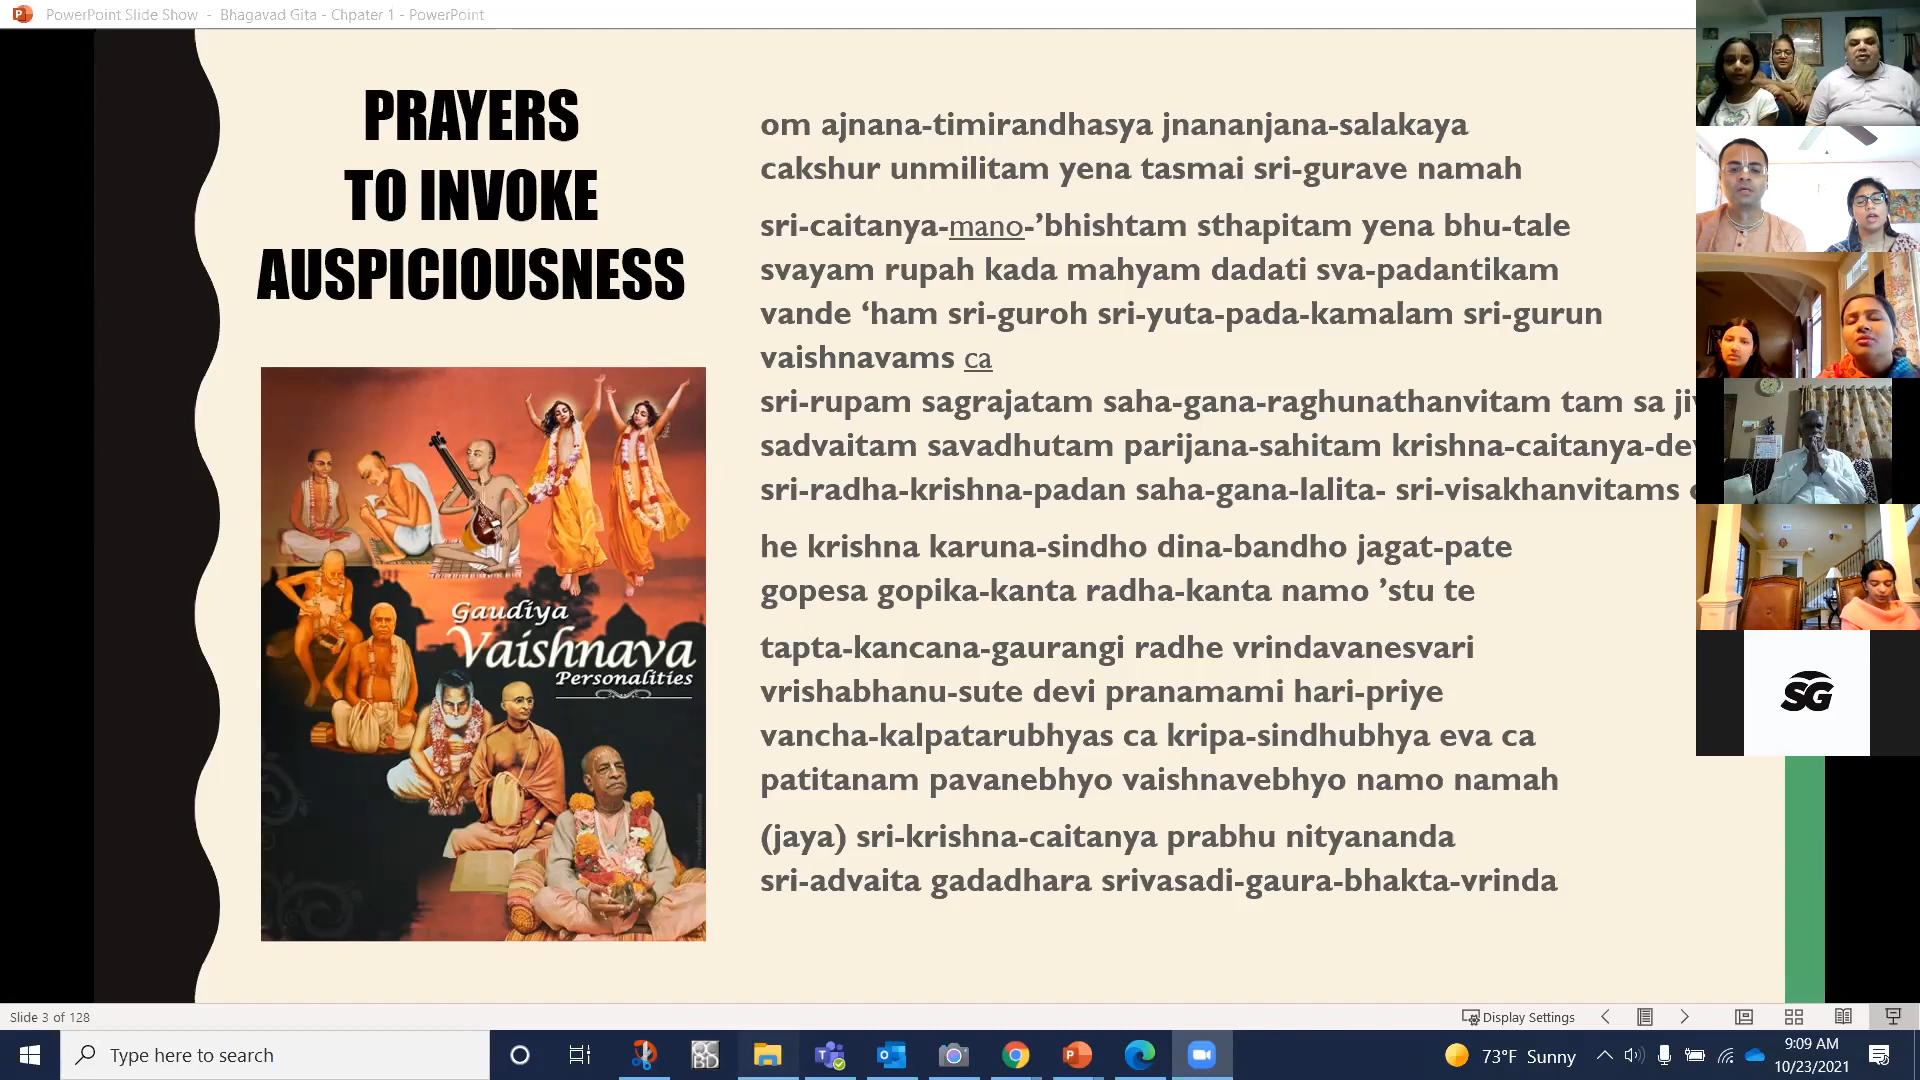 PowerPoint Slide Show - Bhagavad Gita - Chpater 1 - PowerPoint
PRAYERS
TO INVOKE
AUSPICIOUSNESS
om ajnana-timirandhasya jnananjana-salakaya
cakshur unmilitam yena tasmai sri-gurave namah
sri-caitanya-mano-’bhishtam sthapitam yena bhu-tale
svayam rupah kada mahyam dadati sva-padantikam
vande ‘ham sri-guroh sri-yuta-pada-kamalam sri-gurun
vaishnavams ca
sri-rupam sagrajatam saha-gana-raghunathanvitam tam sa
sadvaitam savadhutam parijana-sahitam
sri-radha-krishna-padan saha-gana-lalita- sri-visakhanvitams
he krishna karuna-sindho dina-bandho jagat-pate
gopesa gopika-kanta radha-kanta namo ’stu te
tapta-kancana-gaurangi radhe vrindavanesvari
vrishabhanu-sute devi pranamami hari-priye
vancha-kalpatarubhyas ca kripa-sindhubhya eva ca
patitanam pavanebhyo vaishnavebhyo namo namah
(jaya) sri-krishna-caitanya prabhu nityananda
sri-advaita gadadhara srivasadi-gaura-bhakta-vrinda
Gaudiya
Vaishnava
Personalities
SG
Slide 3 of 128
Display Settings
Type here to search
BD
73°F Sunny
9:09 AM
10/23/2021